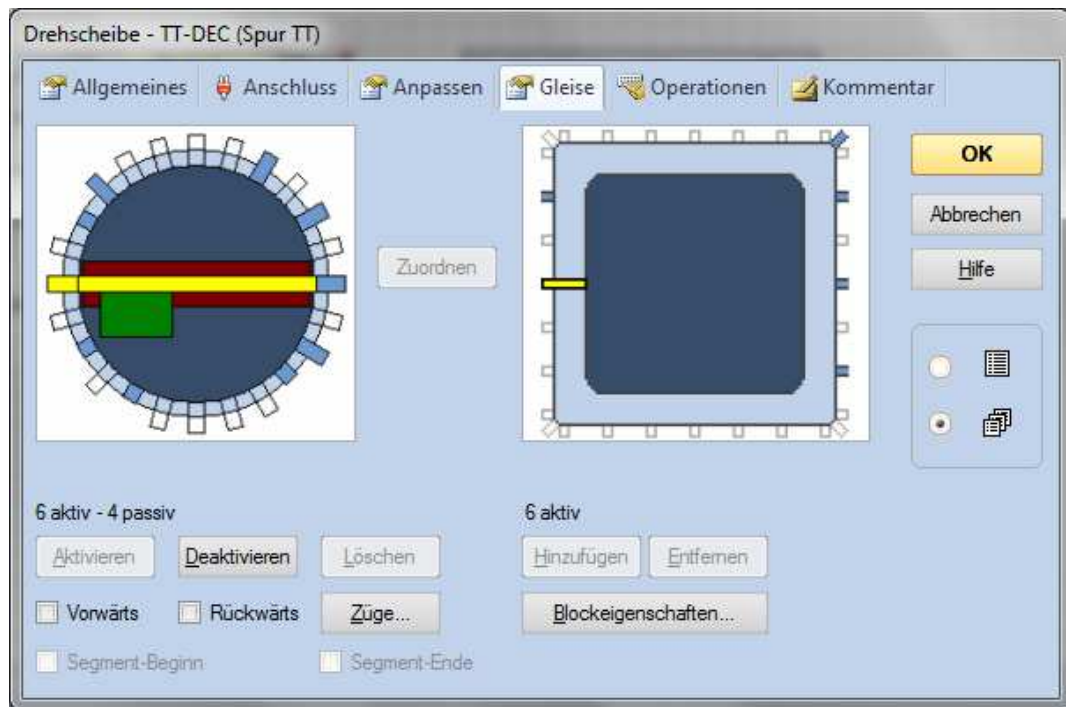 Drehscheibe - TT-DEC (Spur TT)
Allgemeines Anschluss Anpassen Gleise Operationen Kommentar
OK
Zuordnen
Abbrechen
Hilfe
6 aktiv - 4 passiv
6 aktiv
Aktivieren Deaktivieren Löschen Hinzufügen Entfernen
Vorwärts Rückwärts Züge... Blockeigenschaften...
Segment-Beginn Segment-Ende